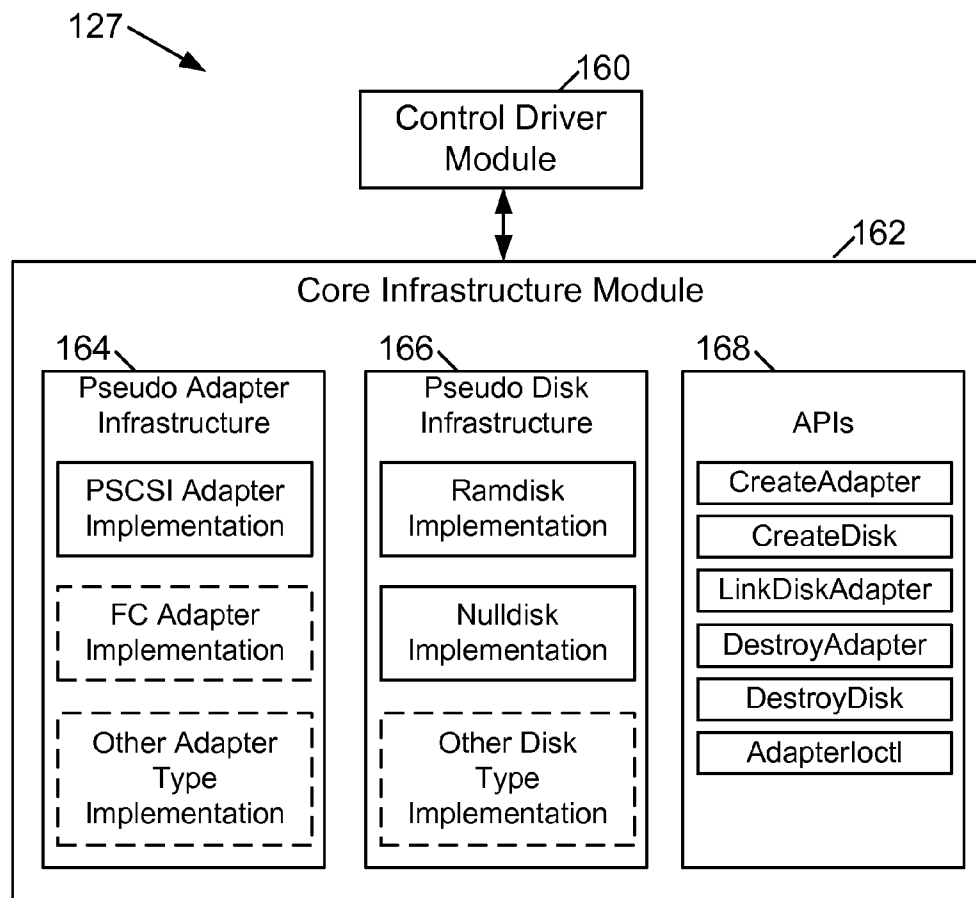 127
160
Control Driver
Module
162
Core Infrastructure Module
164
Pseudo Adapter
Infrastructure
PSCSI Adapter
Implementation
FC Adapter
Implementation
Other Adapter
Type
Implementation
166
Pseudo Disk
Infrastructure
Ramdisk
Implementation
Nulldisk
Implementation
Other Disk
Type
Implementation
168
APIs
CreateAdapter
CreateDisk
LinkDiskAdapter
DestroyAdapter
DestroyDisk
AdapterIoctl